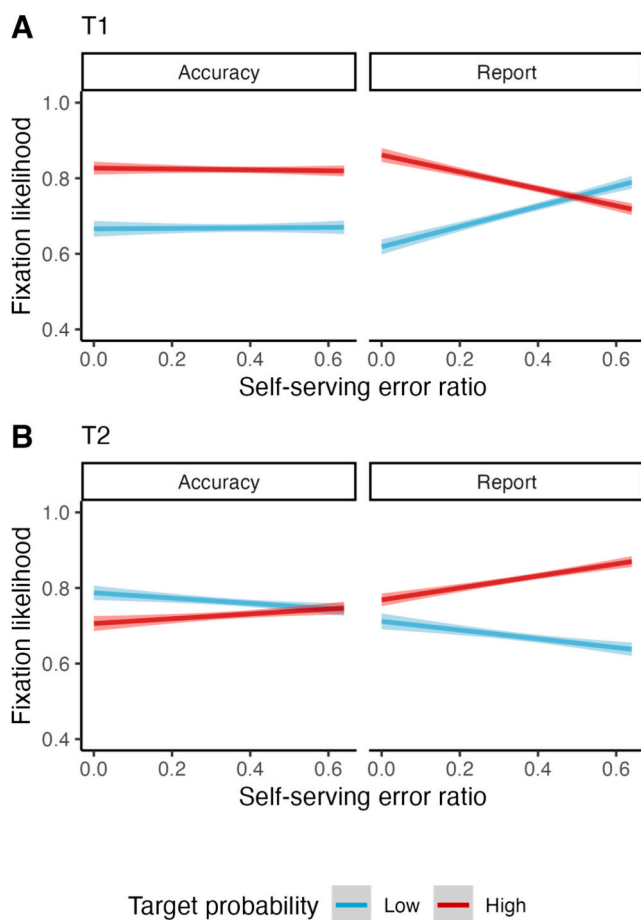 A T1
Accuracy Report
Fixation likelihood
1.0
0.8
0.6
0.4
0.0 0.2 0.4 0.6 0.0 0.2 0.4 0.6
Self-serving error ratio
B T2
Accuracy Report
Fixation likelihood
1.0
0.8
0.6
0.4
0.0 0.2 0.4 0.6 0.0 0.2 0.4 0.6
Self-serving error ratio
Target probability Low High